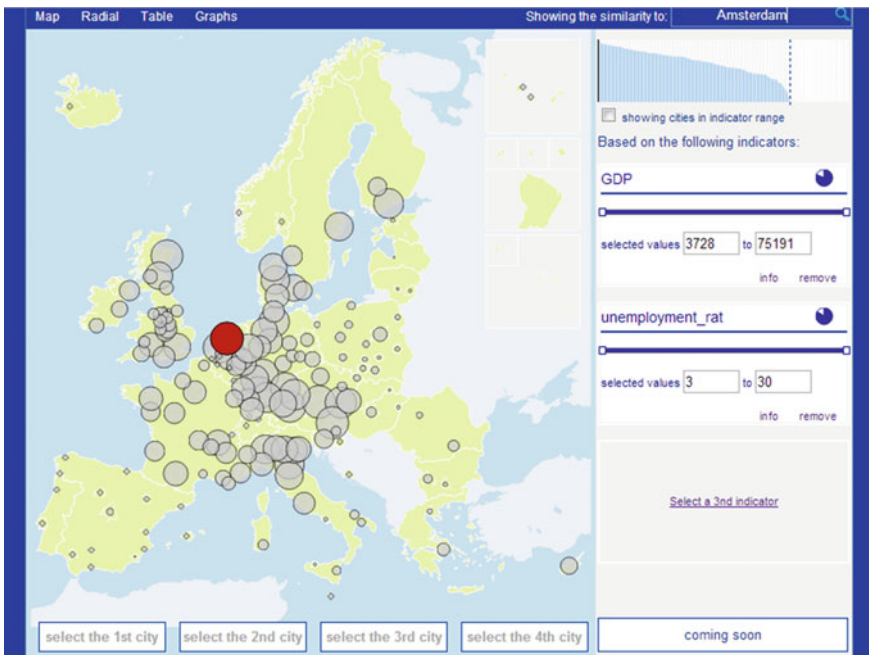 Map Radial Table Graphs Showing the similarity to: Amsterdam
showing cities in indicator range
Based on the following indicators:
GDP
selected values 3728 to 75191
info remove
unemployment_rat
selected values 3 to 30
info remove
Select a 3nd indicator
select the 1st city select the 2nd city select the 3rd city select the 4th city coming soon